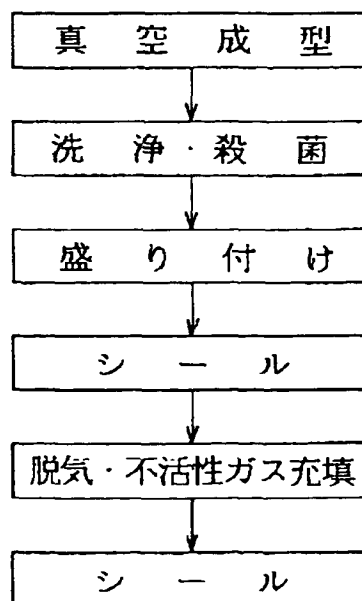 真空成型
洗浄・殺菌
盛り付け
シール
脱気・不活性ガス充填
シール